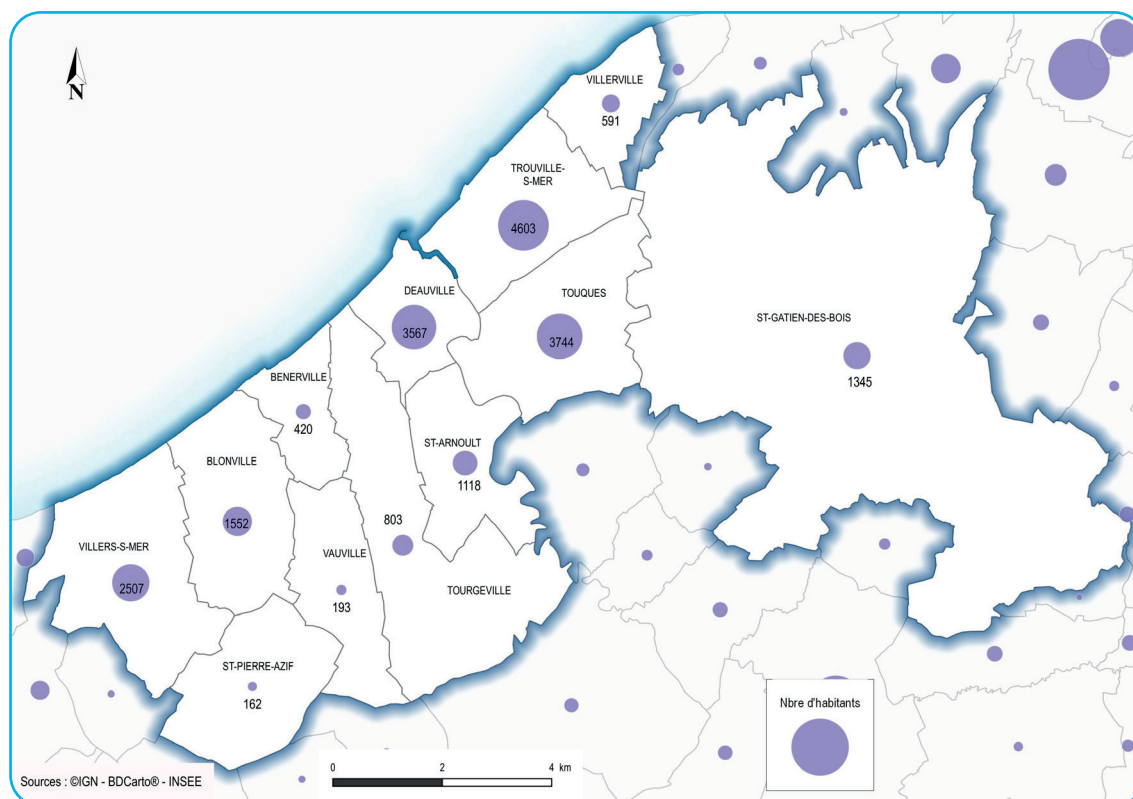 N
VILLERVILLE
591
TROUVILLE-
S-MER
4603
DEAUVILLE
3567
TOUQUES
3744
ST-GATIEN-DES-BOIS
1345
BENERVILLE
420
ST-ARNOULT
1118
BLONVILLE
1552
803
VILLERS-S-MER
2507
VAUVILLE
193
TOURGEVILLE
ST-PIERRE-AZIF
162
Nbre d'habitants
0 2 4 km
Sources : ©IGN - BDCarto® - INSEE